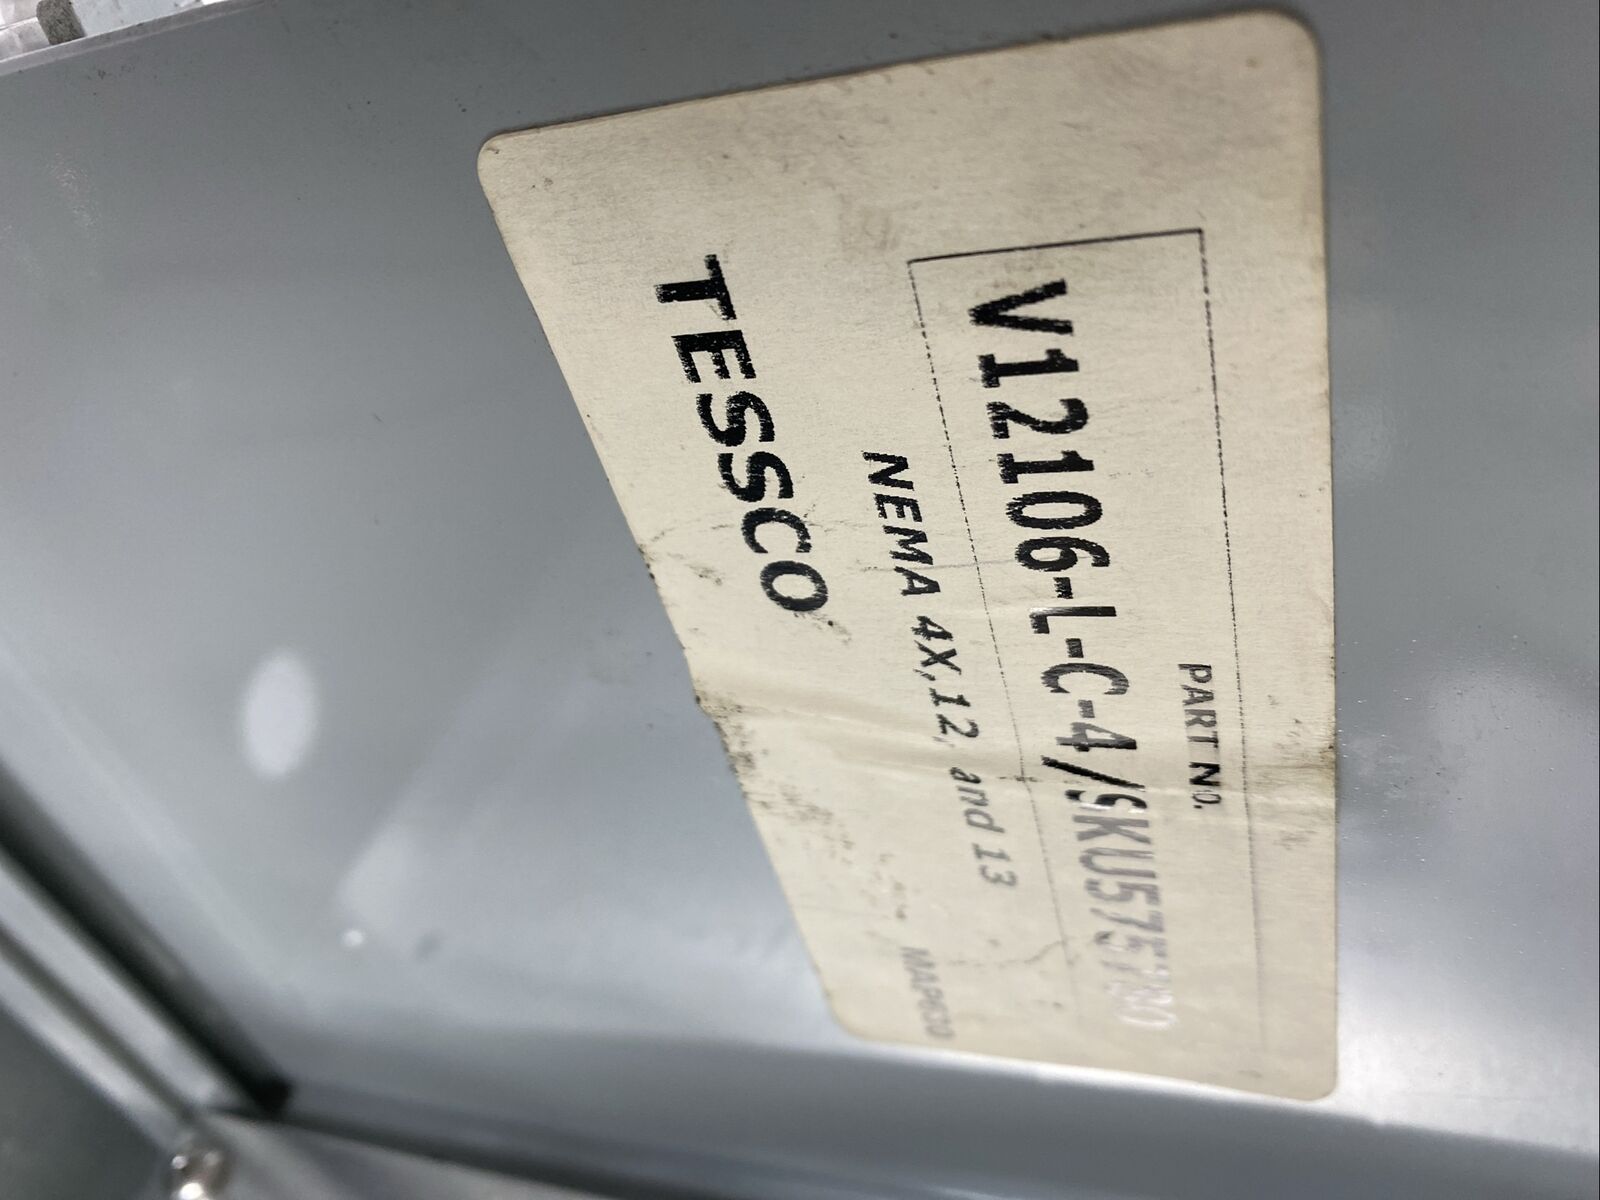 PART NO.
V12106-L-C-4/SKU575780
NEMA 4X,12, and 13
TESSCO